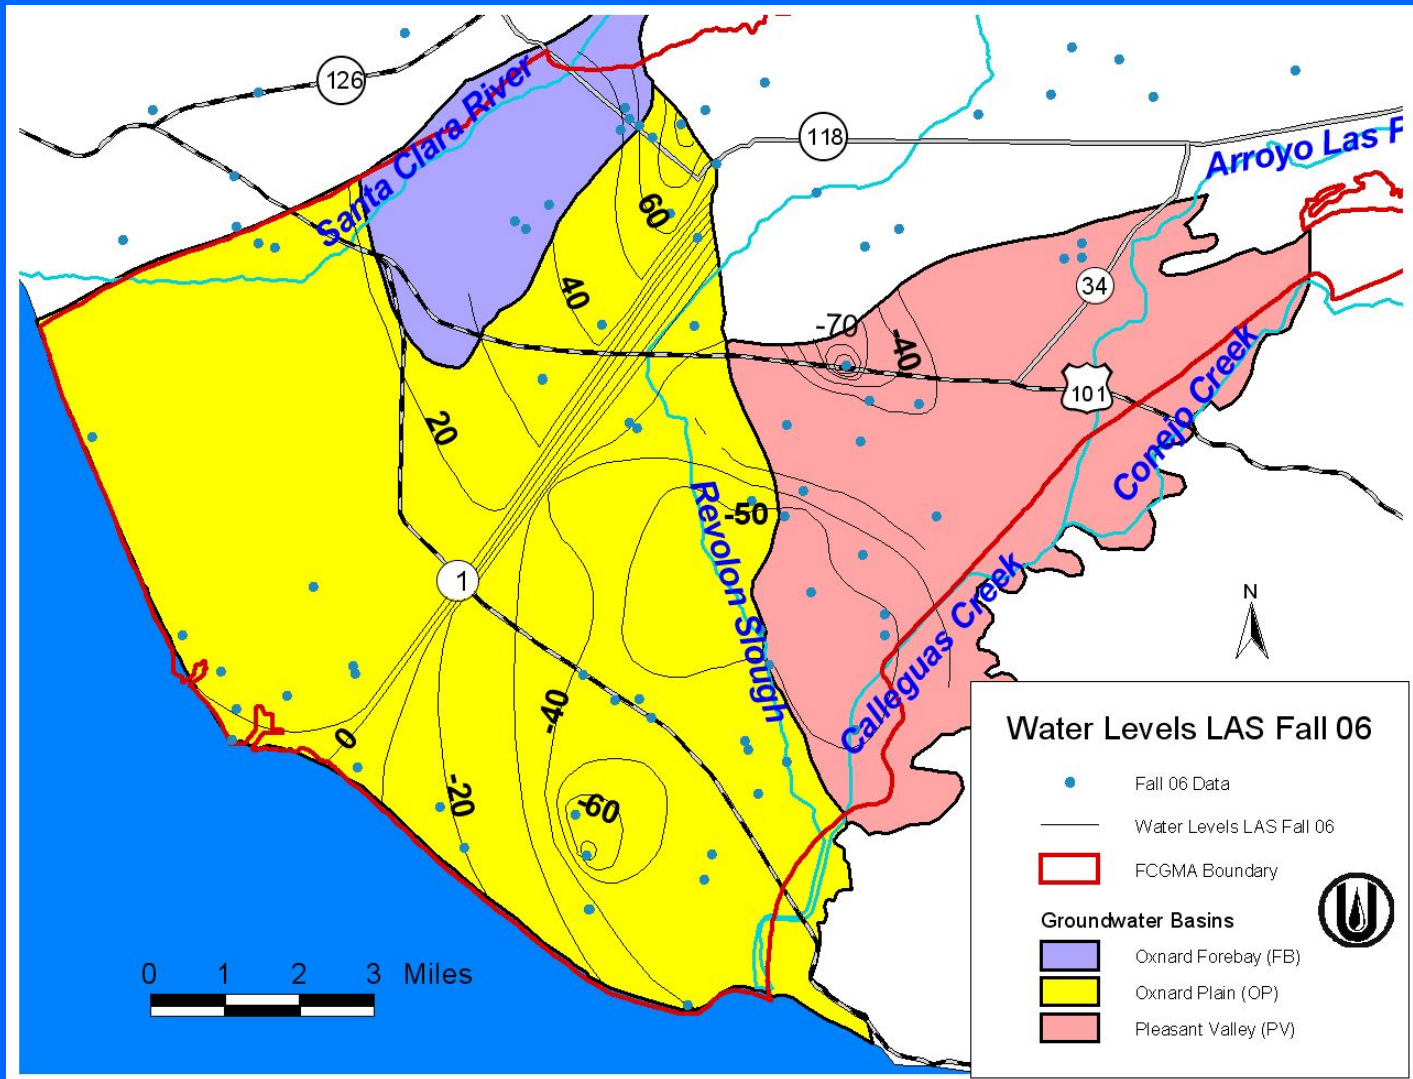 126
118
Santa Clara River
Arroyo Las P
60
40
34
-70
-40
20
101
Conejo Creek
Revolon Slough
-50
1
Calleguas Creek
N
-40
0
-20
-60
Water Levels LAS Fall 06
Fall 06 Data
Water Levels LAS Fall 06
FCGMA Boundary
Groundwater Basins
Oxnard Forebay (FB)
Oxnard Plain (OP)
Pleasant Valley (PV)
0 1 2 3 Miles